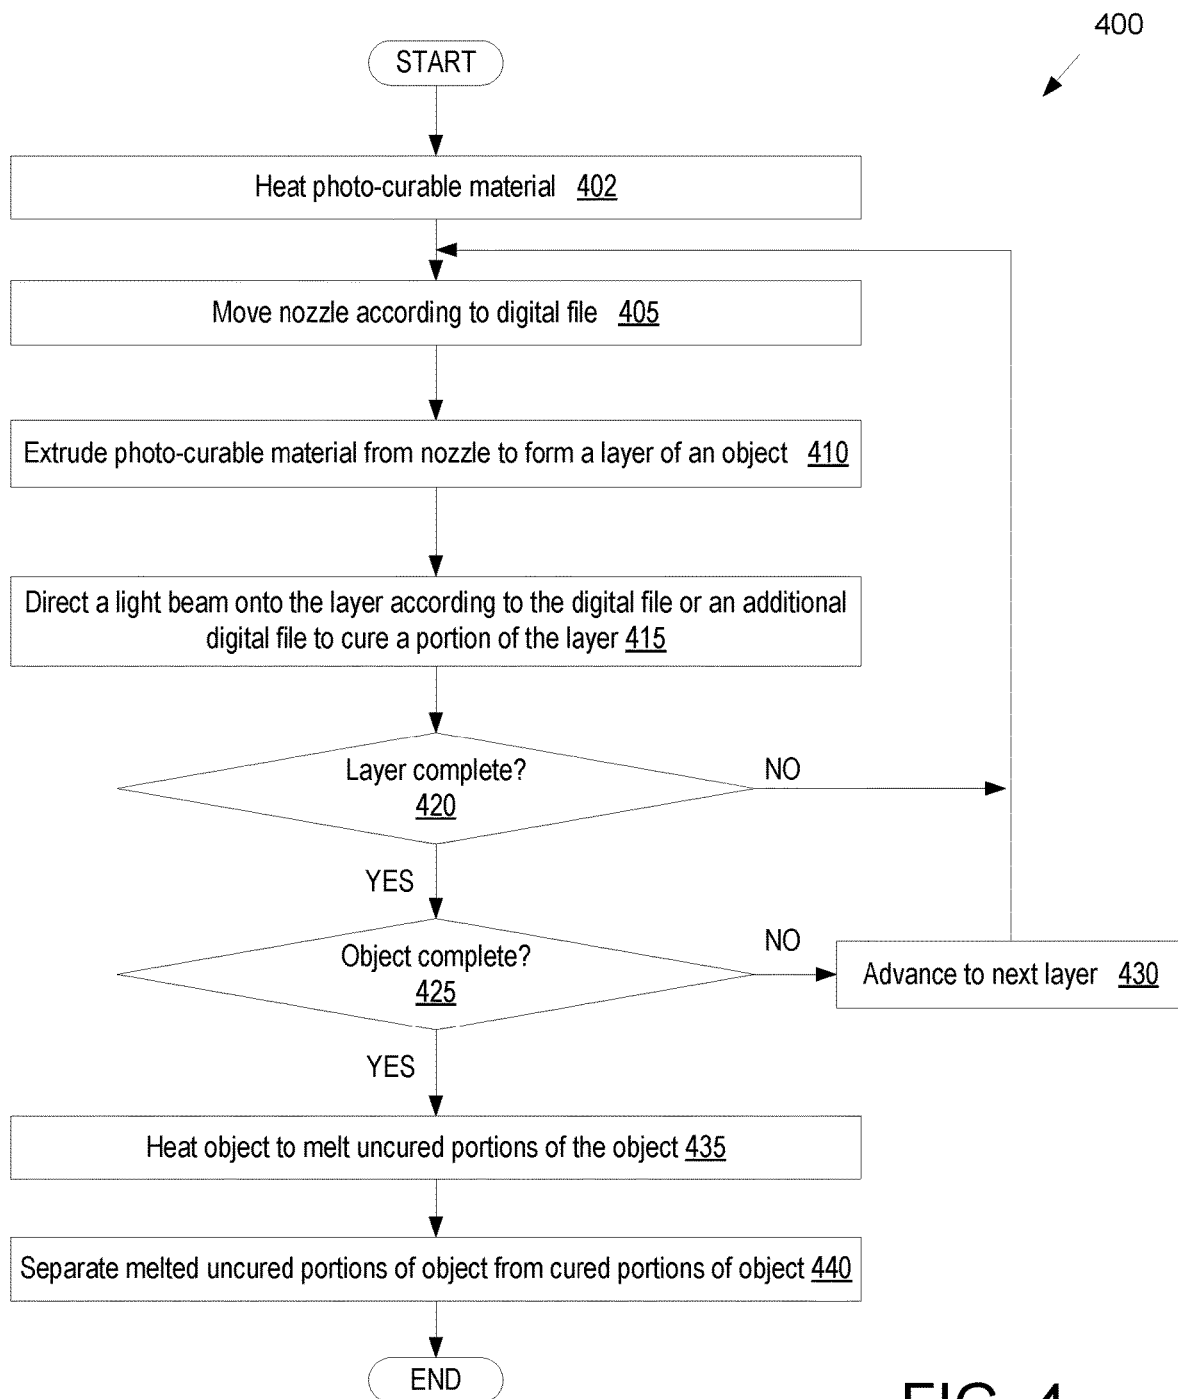 400
START
Heat photo-curable material 402
Move nozzle according to digital file 405
Extrude photo-curable material from nozzle to form a layer of an object 410
Direct a light beam onto the layer according to the digital file or an additional
digital file to cure a portion of the layer 415
Layer complete?
420
NO
YES
Object complete?
425
NO
Advance to next layer 430
YES
Heat object to melt uncured portions of the object 435
Separate melted uncured portions of object from cured portions of object 440
END
FIG. 4